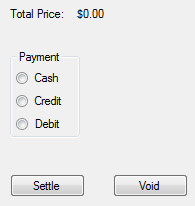 Total Price: $0.00
Payment
Cash
Credit
Debit
Settle Void